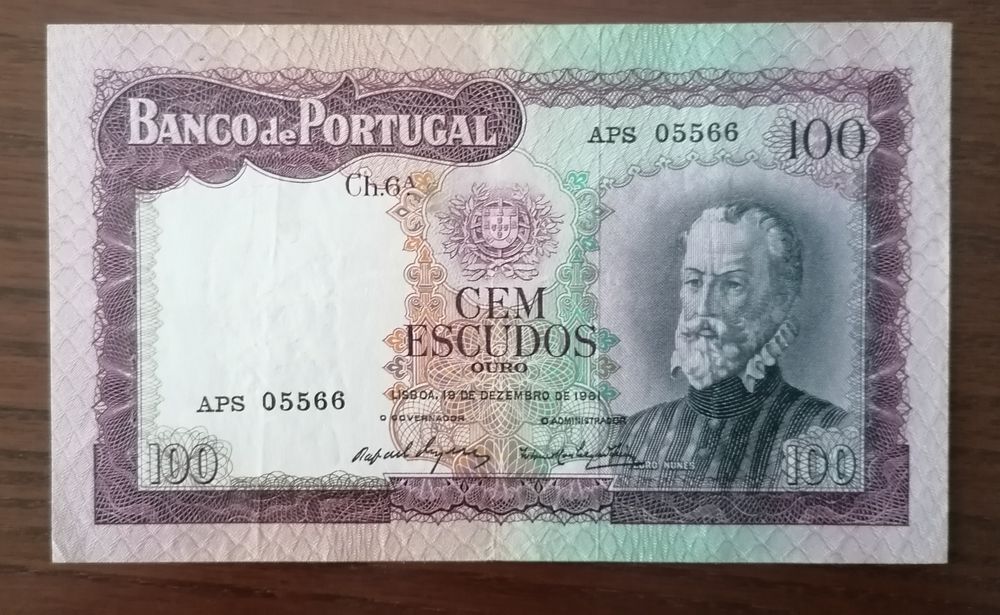 BANCO de PORTUGAL
APS 05566
100
Ch.6A
CEM
ESCUDOS
OURO
LISBOA, 19 DE DEZEMBRO DE 1961
APS 05566
O GOVERNADOR
O ADMINISTRADOR
100
NUNES
100